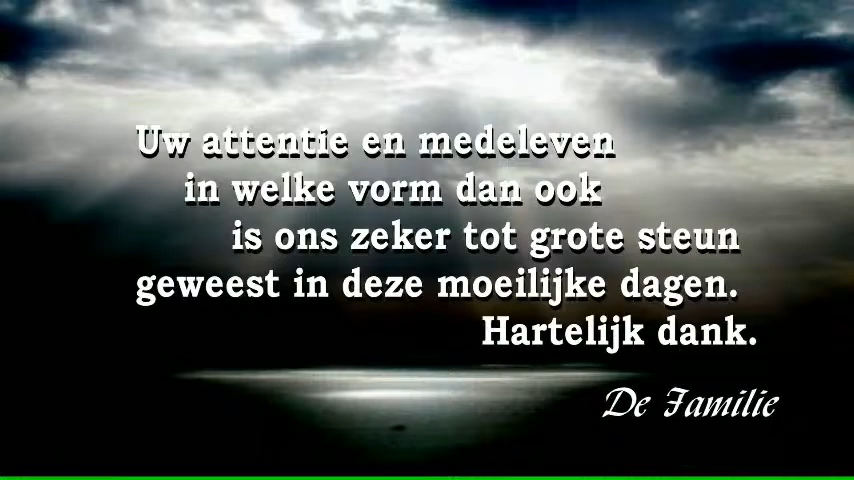 Uw attentie en medeleven
in welke vorm dan ook
is ons zeker tot grote steun
geweest in deze moeilijke dagen.
Hartelijk dank.
De Familie